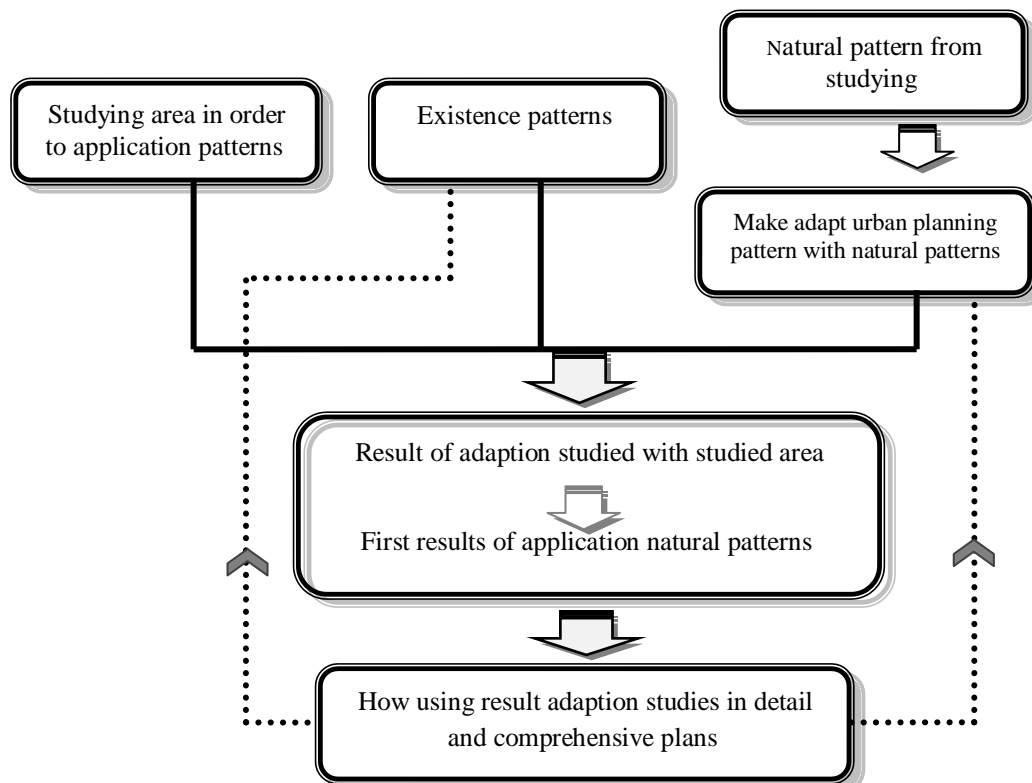 Natural pattern from
studying
Studying area in order
to application patterns
Existence patterns
Make adapt urban planning
pattern with natural patterns
Result of adaption studied with studied area
First results of application natural patterns
How using result adaption studies in detail
and comprehensive plans